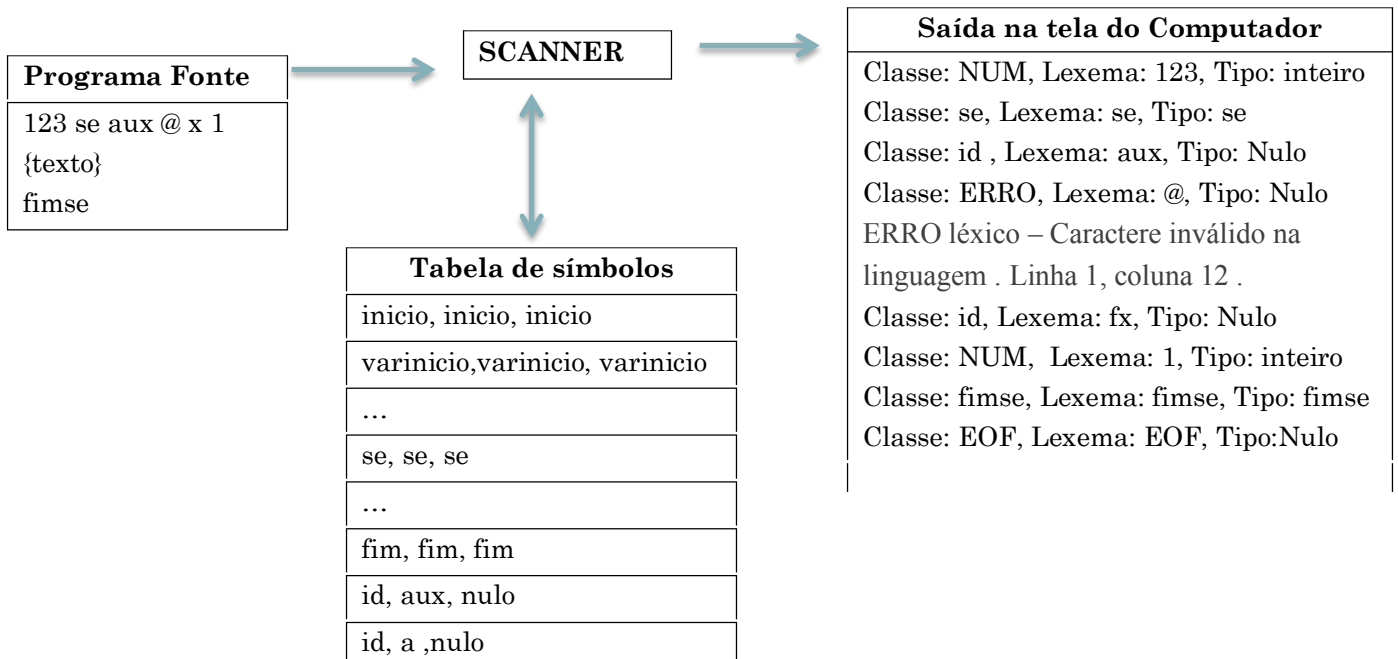 Programa Fonte
123 se aux @ x 1
{texto}
fimse
SCANNER
Tabela de símbolos
inicio, inicio, inicio
varinicio,varinicio, varinicio
…
se, se, se
…
fim, fim, fim
id, aux, nulo
id, a ,nulo
Saída na tela do Computador
Classe: NUM, Lexema: 123, Tipo: inteiro
Classe: se, Lexema: se, Tipo: se
Classe: id , Lexema: aux, Tipo: Nulo
Classe: ERRO, Lexema: @, Tipo: Nulo
ERRO léxico – Caractere inválido na
linguagem . Linha 1, coluna 12 .
Classe: id, Lexema: fx, Tipo: Nulo
Classe: NUM, Lexema: 1, Tipo: inteiro
Classe: fimse, Lexema: fimse, Tipo: fimse
Classe: EOF, Lexema: EOF, Tipo:Nulo